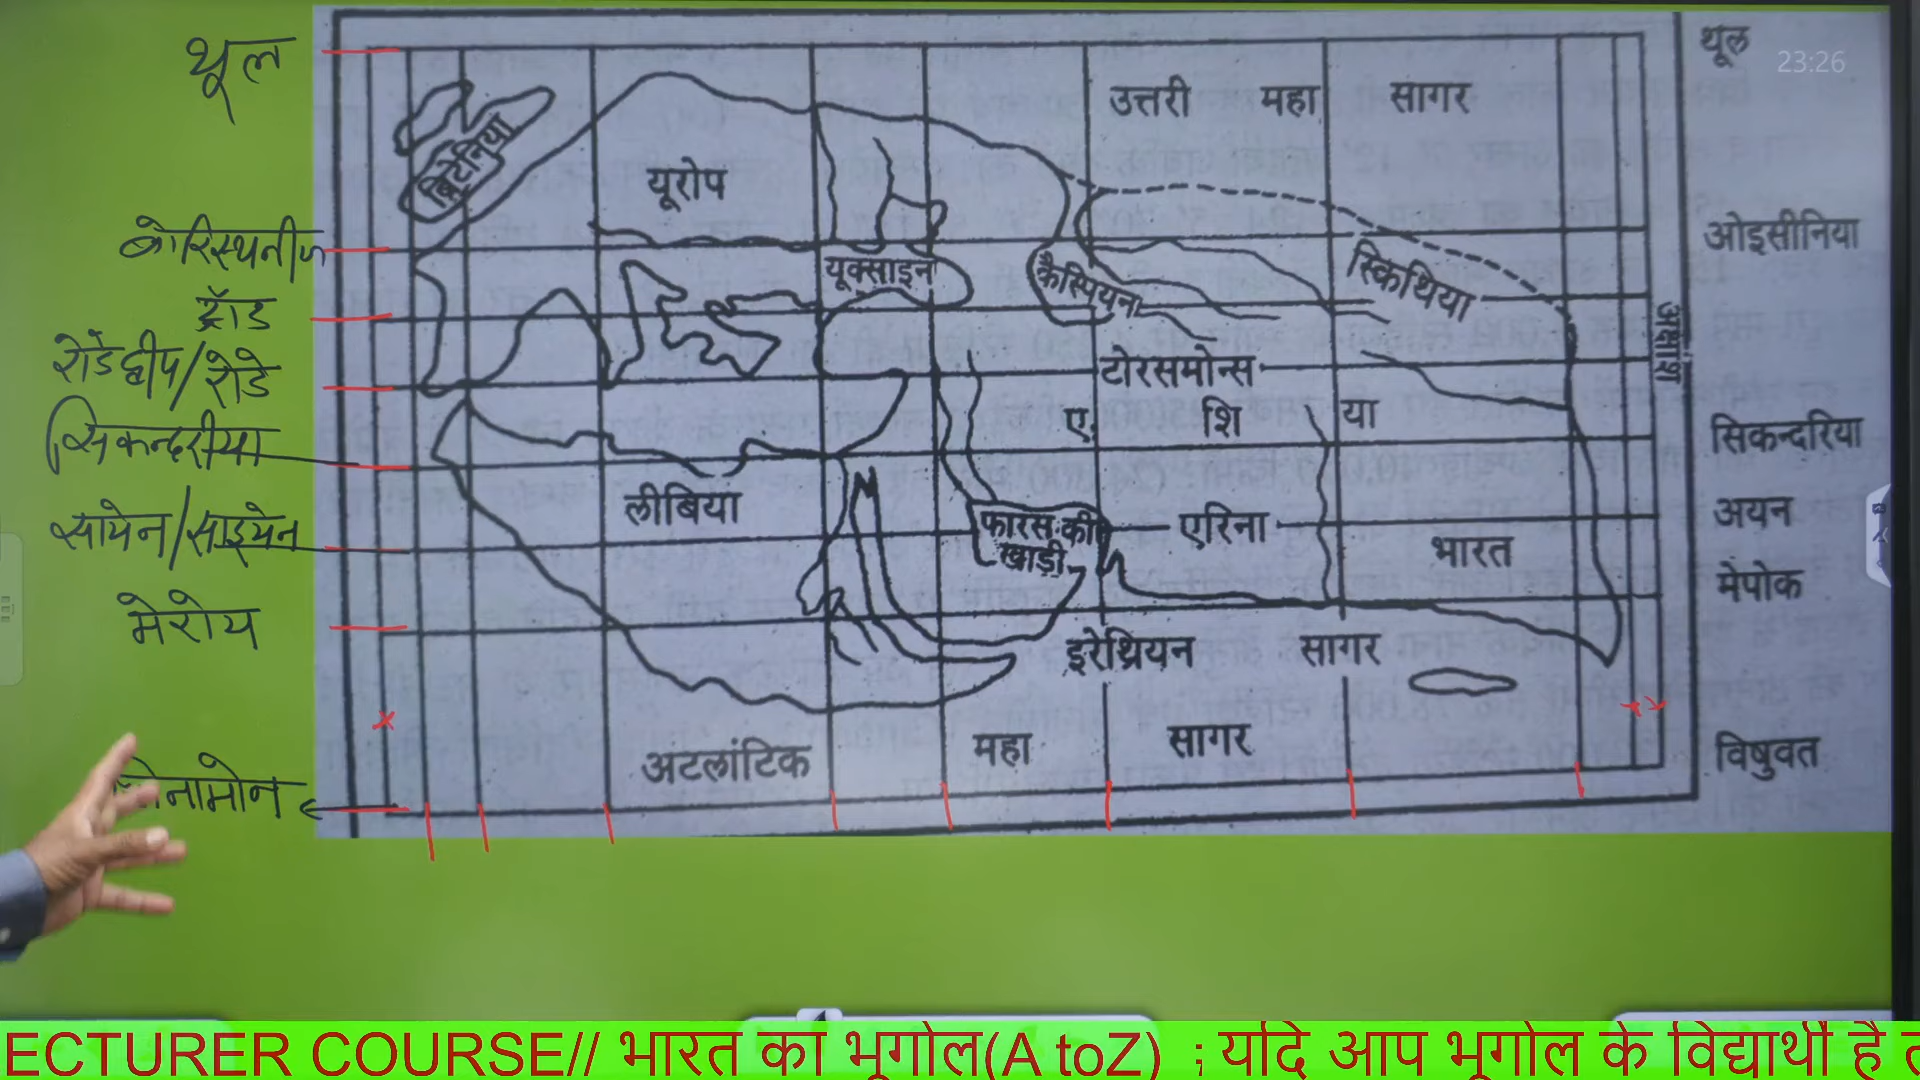 थूल
थूल
23:26
उत्तरी महा सागर
ब्रिटेनिया
यूरोप
बोरिस्थनीज
ओइसीनिया
यूक्साइन
कैस्पियन
स्किथिया
ट्रॉड
अक्षांश
रोडे द्वीप/रोडे
टोरसमोन्स
ए शि या
सिकन्दरीया
सिकन्दरिया
लीबिया
सायेन/साइयेन
फारस की
खाड़ी
एरिना
भारत
अयन
मेरोय
मेपोक
इरेथ्रियन सागर
अटलांटिक महा सागर
विषुवत
नामोन
ECTURER COURSE// भारत का भूगोल(A toZ) ; यदि आप भूगोल के विद्यार्थी है